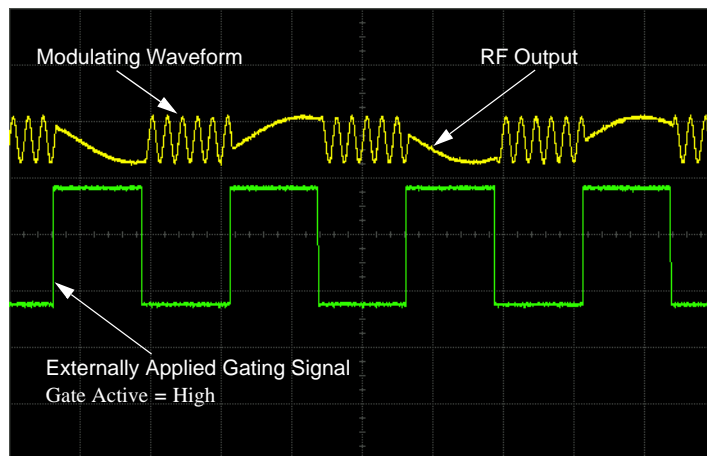 Modulating Waveform
RF Output
Externally Applied Gating Signal
Gate Active = High